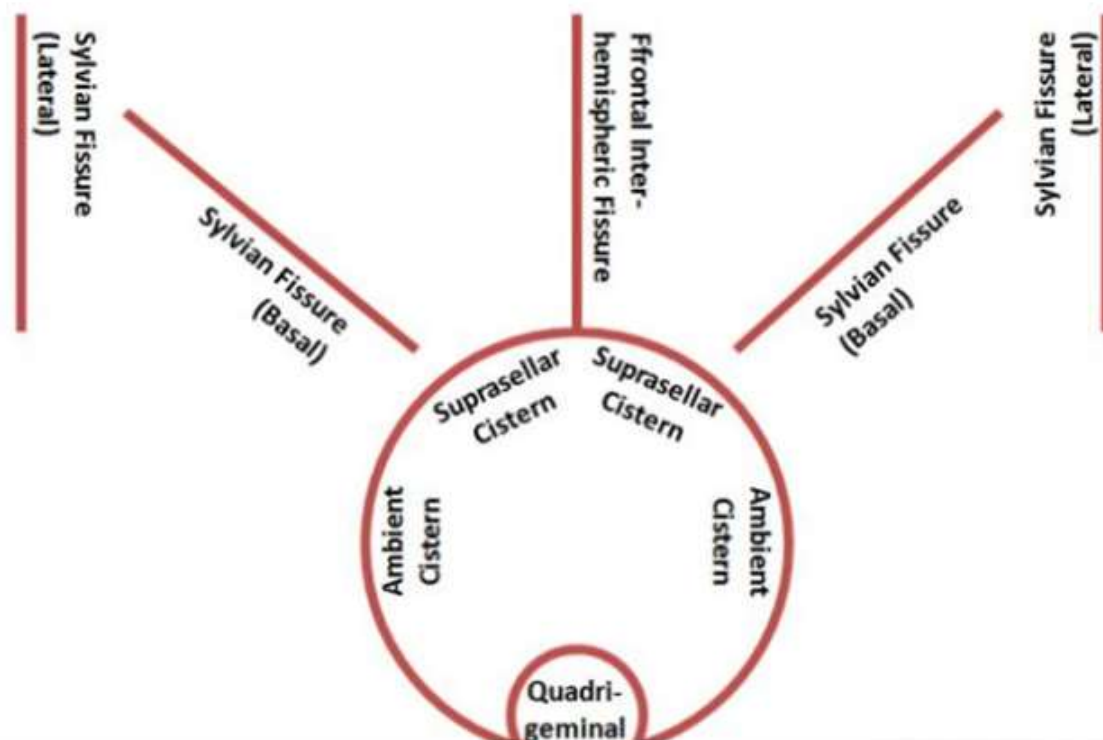 Sylvian Fissure
(Lateral)
Sylvian Fissure
(Basal)
Ffrontal Inter-
hemispheric Fissure
Sylvian Fissure
(Basal)
Sylvian Fissure
(Lateral)
Suprasellar
Cistern
Suprasellar
Cistern
Ambient
Cistern
Ambient
Cistern
Quadri-
geminal